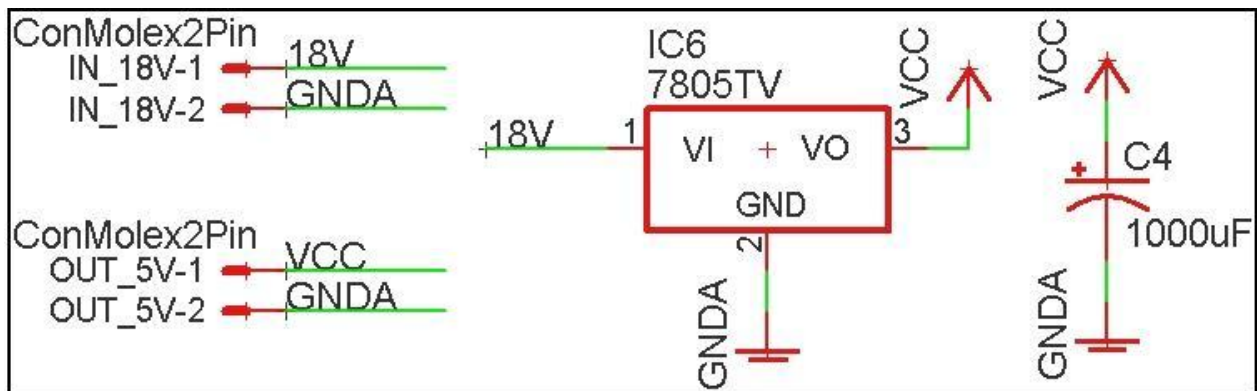 ConMolex2Pin
IN_18V-1 18V
IN_18V-2 GNDA
ConMolex2Pin
OUT_5V-1 VCC
OUT_5V-2 GNDA
IC6
7805TV
18V
1
VI + VO
3
GND
2
VCC
GNDA
VCC
+
C4
1000uF
GNDA